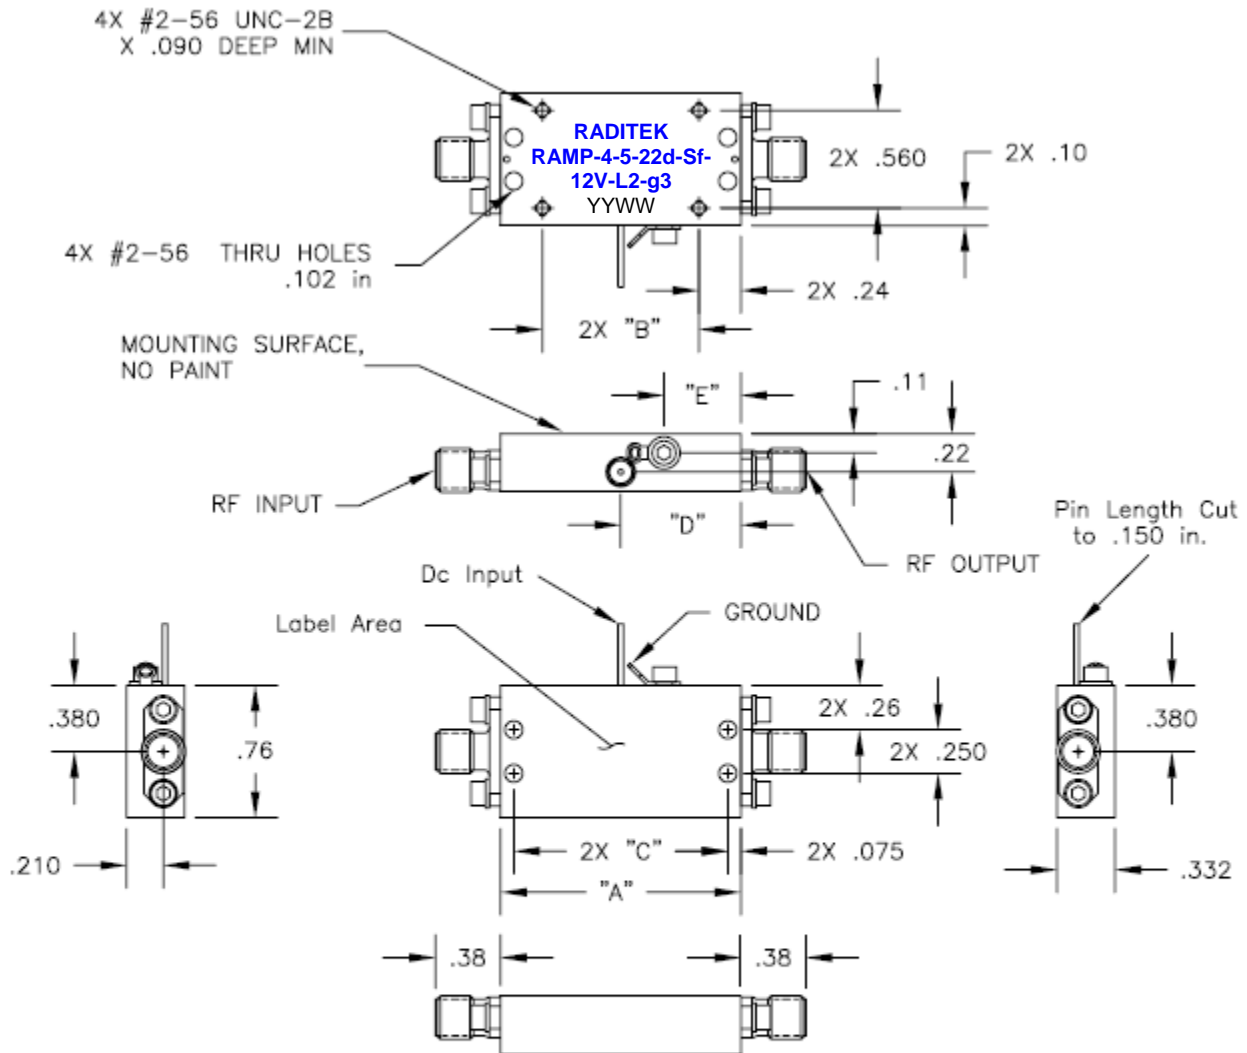 4X #2-56 UNC-2B
X .090 DEEP MIN
RADITEK
RAMP-4-5-22d-Sf-
12V-L2-g3
YYWW
2X .560
2X .10
4X #2-56 THRU HOLES
.102 in
2X .24
2X "B"
MOUNTING SURFACE,
NO PAINT
"E"
.11
.22
RF INPUT
"D"
RF OUTPUT
Pin Length Cut
to .150 in.
Dc Input
GROUND
Label Area
.380
.76
2X .26
2X .250
.380
.210
2X "C"
2X .075
"A"
.332
.38
.38